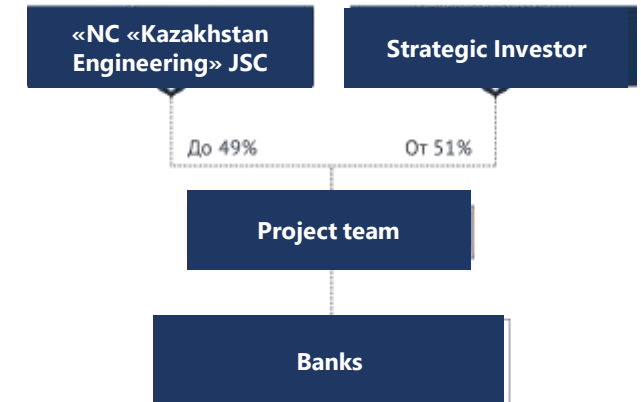 «NC «Kazakhstan
Engineering» JSC
Strategic Investor
До 49%
От 51%
Project team
Banks